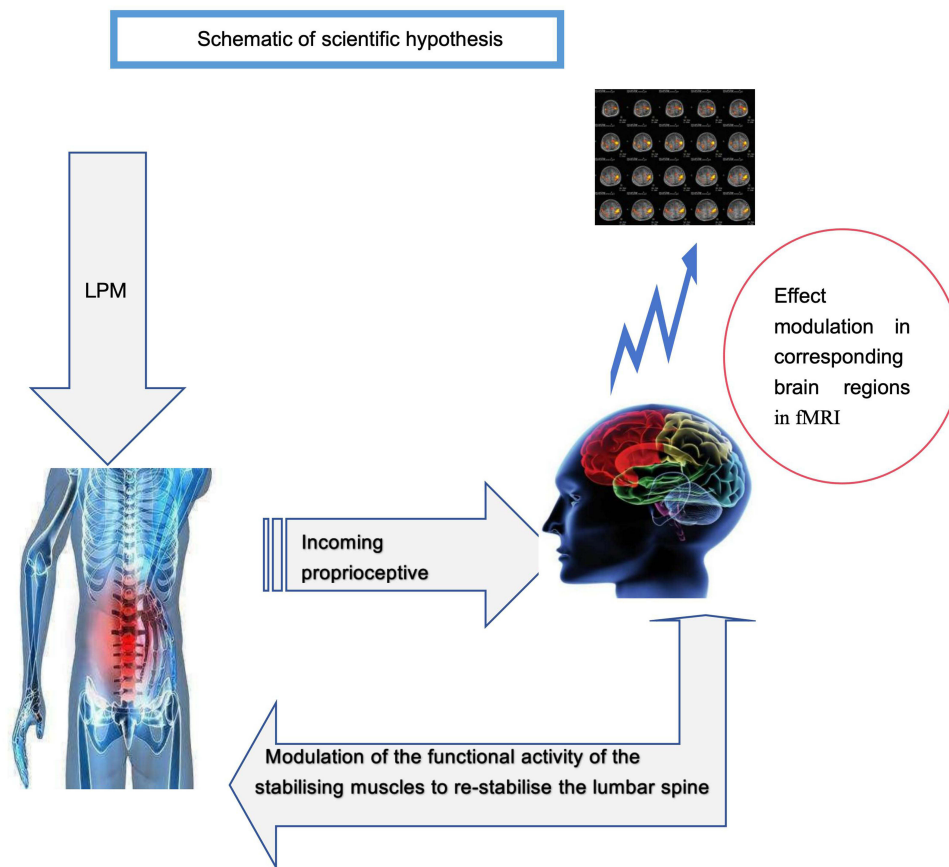 Schematic of scientific hypothesis
LPM
Effect
modulation in
corresponding
brain regions
in fMRI
Incoming
proprioceptive
Modulation of the functional activity of the
stabilising muscles to re-stabilise the lumbar spine